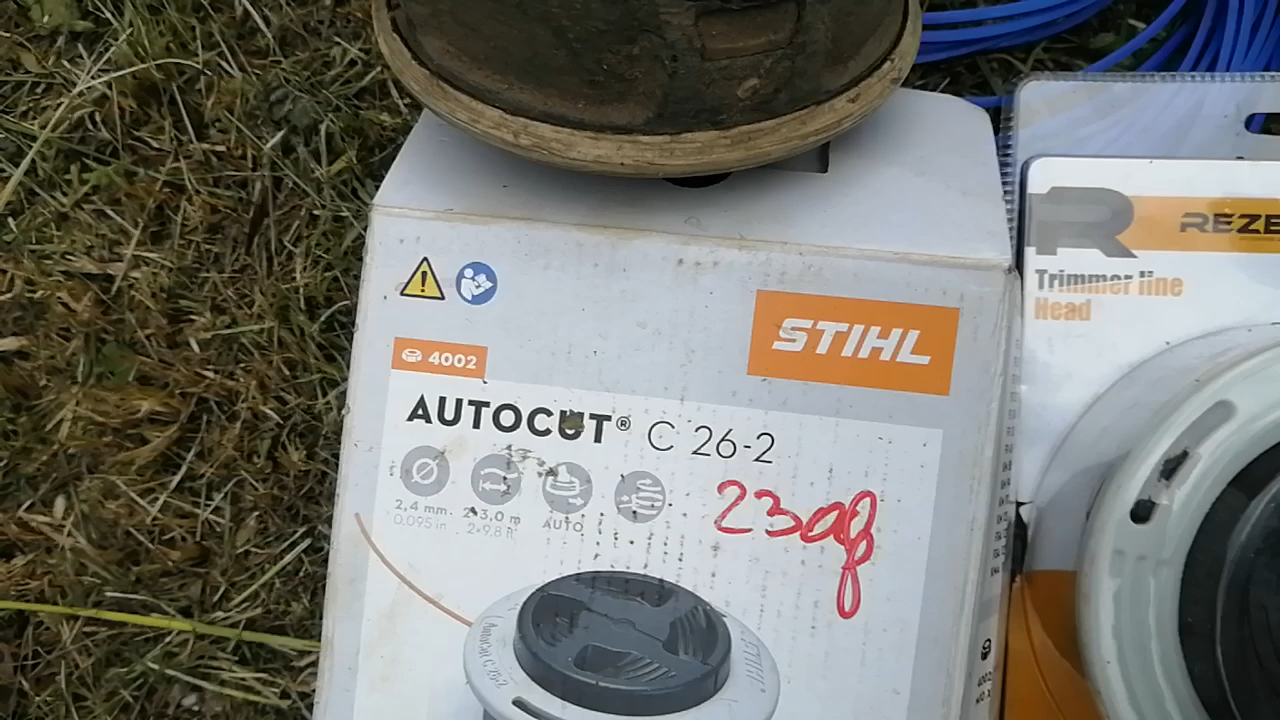 STIHL
4002
AUTOCUT® C 26-2
2,4 mm 2×3,0 m AUTO
0.095 in 2×9.8 ft
R
REZE
Trimmer line
Head
STIHL